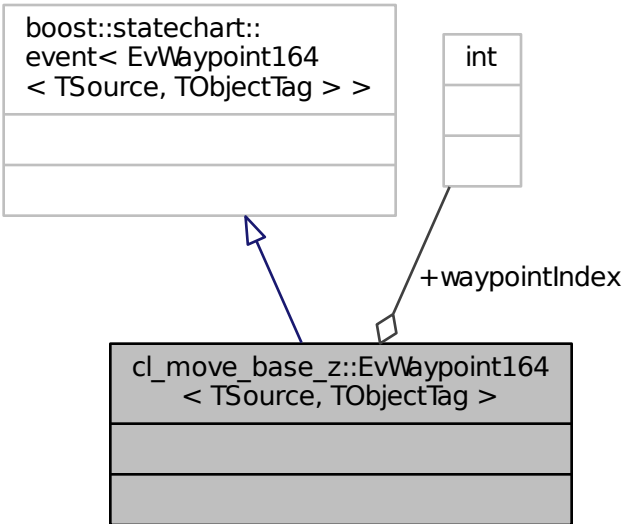 boost::statechart::
event< EvWaypoint164
< TSource, TObjectTag > >
int
+waypointIndex
cl_move_base_z::EvWaypoint164
< TSource, TObjectTag >